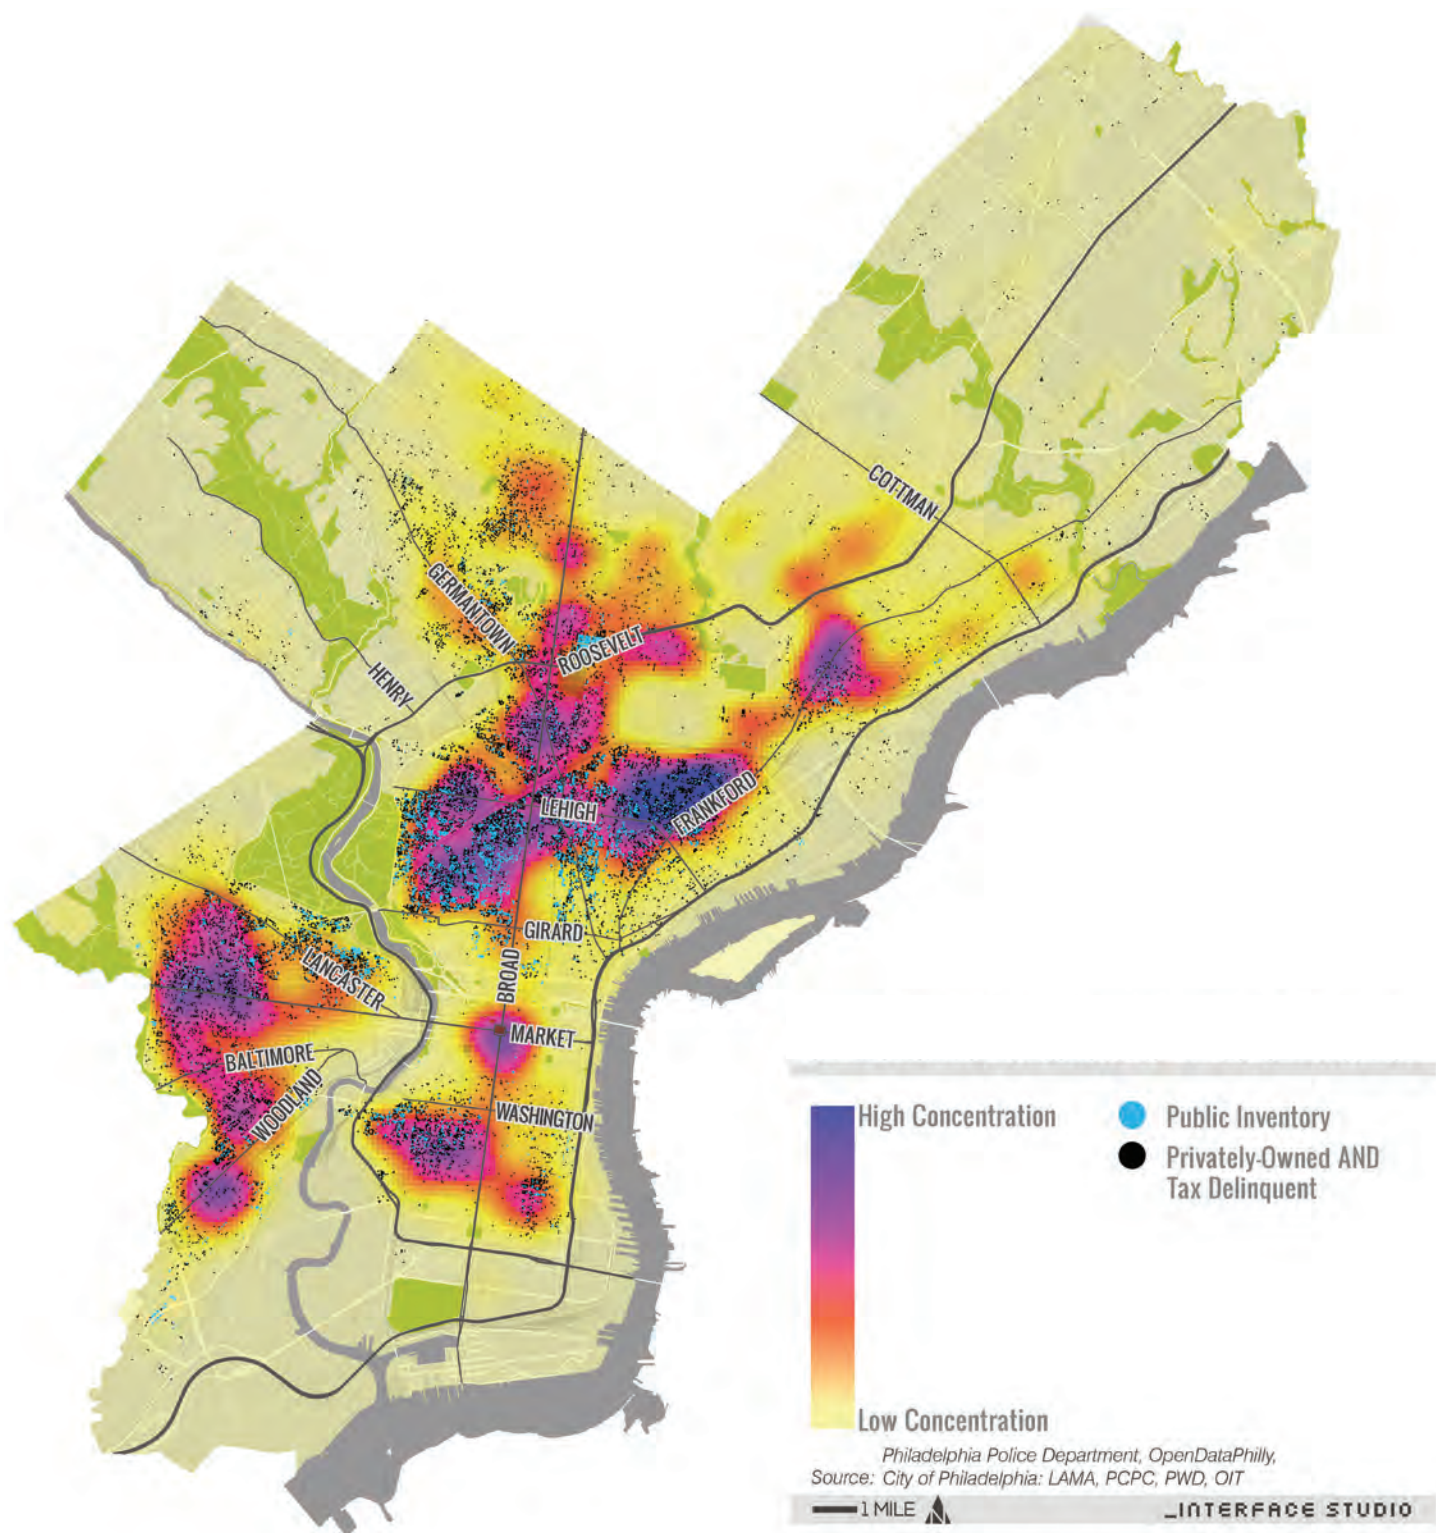 COTTMAN
GERMANTOWN
ROOSEVELT
HENRY
LEHIGH
FRANKFORD
GIRARD
LANCASTER
BROAD
MARKET
BALTIMORE
WOODLAND
WASHINGTON
High Concentration
Low Concentration
Public Inventory
Privately-Owned AND
Tax Delinquent
Philadelphia Police Department, OpenDataPhilly,
Source: City of Philadelphia: LAMA, PCPC, PWD, OIT
1 MILE
_INTERFACE STUDIO